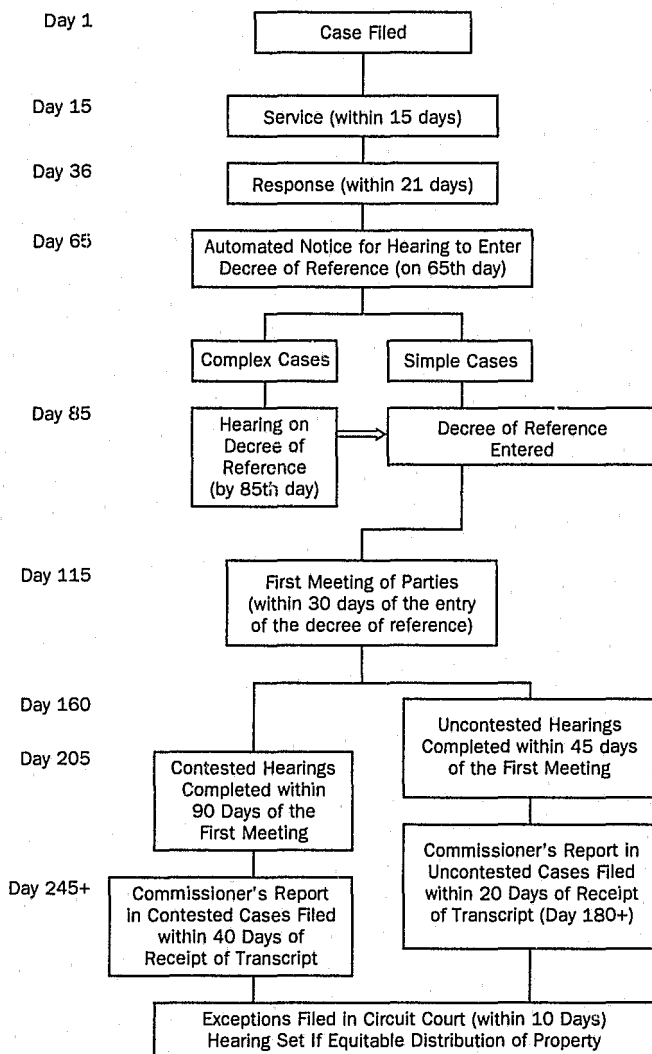 Day 1
Case Filed
Day 15
Service (within 15 days)
Day 36
Response (within 21 days)
Day 65
Automated Notice for Hearing to Enter
Decree of Reference (on 65th day)
Complex Cases
Simple Cases
Day 85
Hearing on
Decree of
Reference
(by 85th day)
Decree of Reference
Entered
Day 115
First Meeting of Parties
(within 30 days of the entry
of the decree of reference)
Day 160
Uncontested Hearings
Completed within 45 days
of the First Meeting
Day 205
Contested Hearings
Completed within
90 Days of the
First Meeting
Commissioner's Report in
Uncontested Cases Filed
within 20 Days of Receipt
of Transcript (Day 180+)
Day 245+
Commissioner's Report
in Contested Cases Filed
within 40 Days of
Receipt of Transcript
Exceptions Filed in Circuit Court (within 10 Days)
Hearing Set If Equitable Distribution of Property